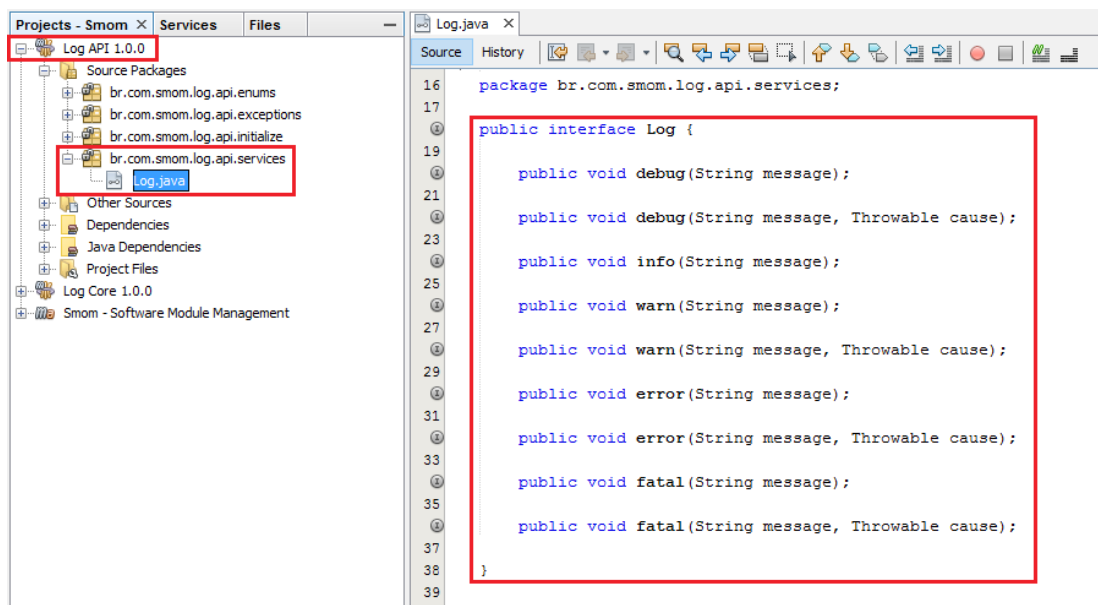 Projects - Smom × Services Files
Log API 1.0.0
Source Packages
br.com.smom.log.api.enums
br.com.smom.log.api.exceptions
br.com.smom.log.api.initialize
br.com.smom.log.api.services
Log.java
Other Sources
Dependencies
Java Dependencies
Project Files
Log Core 1.0.0
Smom - Software Module Management
Log.java ×
Source History
16 package br.com.smom.log.api.services;
17
public interface Log {
19
public void debug(String message);
21
public void debug(String message, Throwable cause);
23
public void info(String message);
25
public void warn(String message);
27
public void warn(String message, Throwable cause);
29
public void error(String message);
31
public void error(String message, Throwable cause);
33
public void fatal(String message);
35
public void fatal(String message, Throwable cause);
37
38 }
39